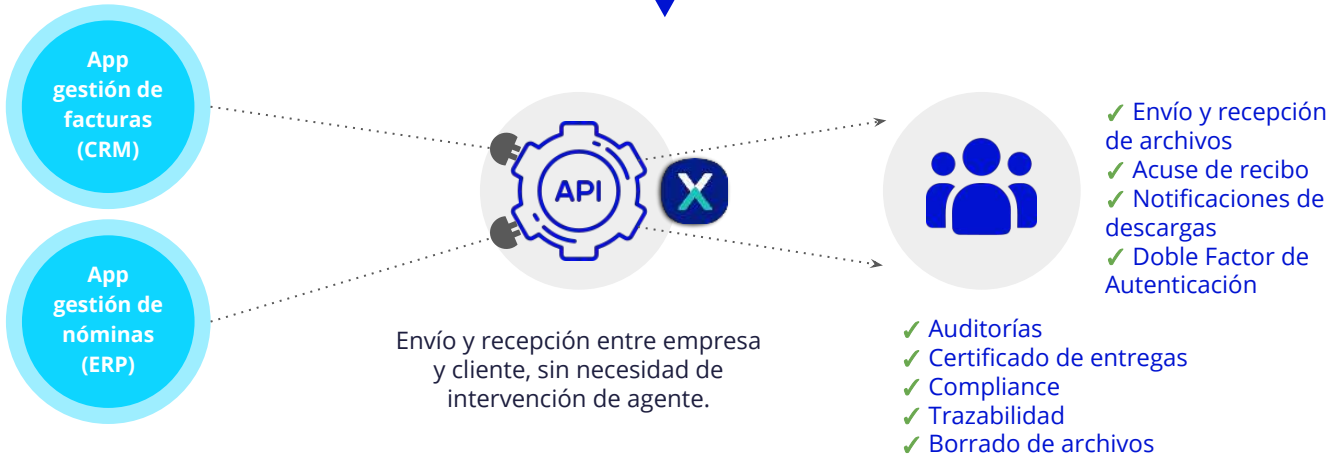 App
gestión de
facturas
(CRM)
App
gestión de
nóminas
(ERP)
API
X
Envío y recepción entre empresa
y cliente, sin necesidad de
intervención de agente.
✓ Envío y recepción
de archivos
✓ Acuse de recibo
✓ Notificaciones de
descargas
✓ Doble Factor de
Autenticación
✓ Auditorías
✓ Certificado de entregas
✓ Compliance
✓ Trazabilidad
✓ Borrado de archivos